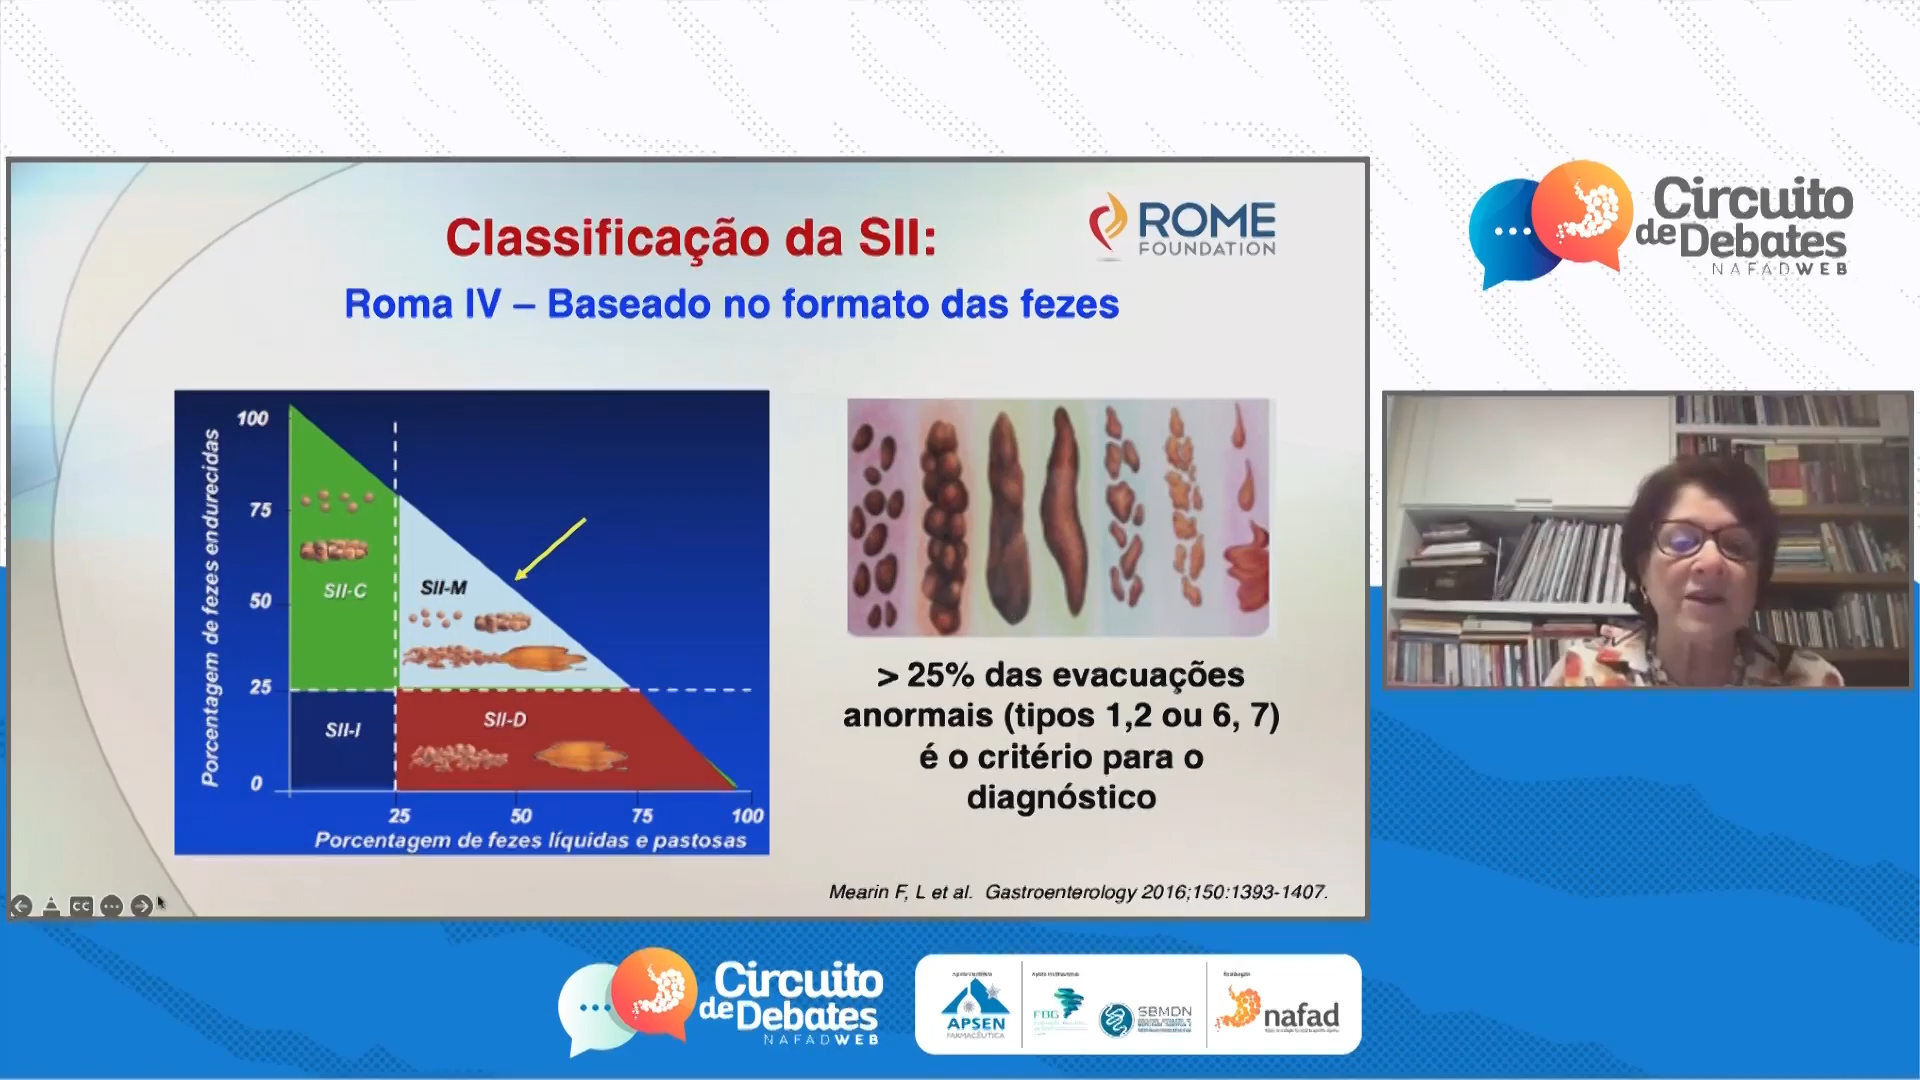 Classificação da SII:
ROME
FOUNDATION
Roma IV – Baseado no formato das fezes
Porcentagem de fezes endurecidas
100
75
50
25
0
SII-C
SII-M
SII-I
SII-D
25 50 75 100
Porcentagem de fezes líquidas e pastosas
> 25% das evacuações
anormais (tipos 1,2 ou 6, 7)
é o critério para o
diagnóstico
Mearin F, L et al. Gastroenterology 2016;150:1393-1407.
CC
Circuito
de Debates
NAFADWEB
Circuito
de Debates
NAFADWEB
APSEN
FARMACÊUTICA
FBG
SBMDN
nafad